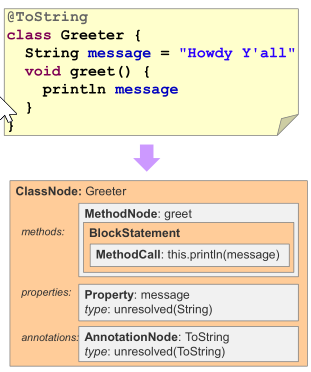 @ToString
class Greeter {
String message = "Howdy Y'all"
void greet() {
println message
}
}
ClassNode: Greeter
methods:
MethodNode: greet
BlockStatement
MethodCall: this.println(message)
properties:
Property: message
type: unresolved(String)
annotations:
AnnotationNode: ToString
type: unresolved(ToString)